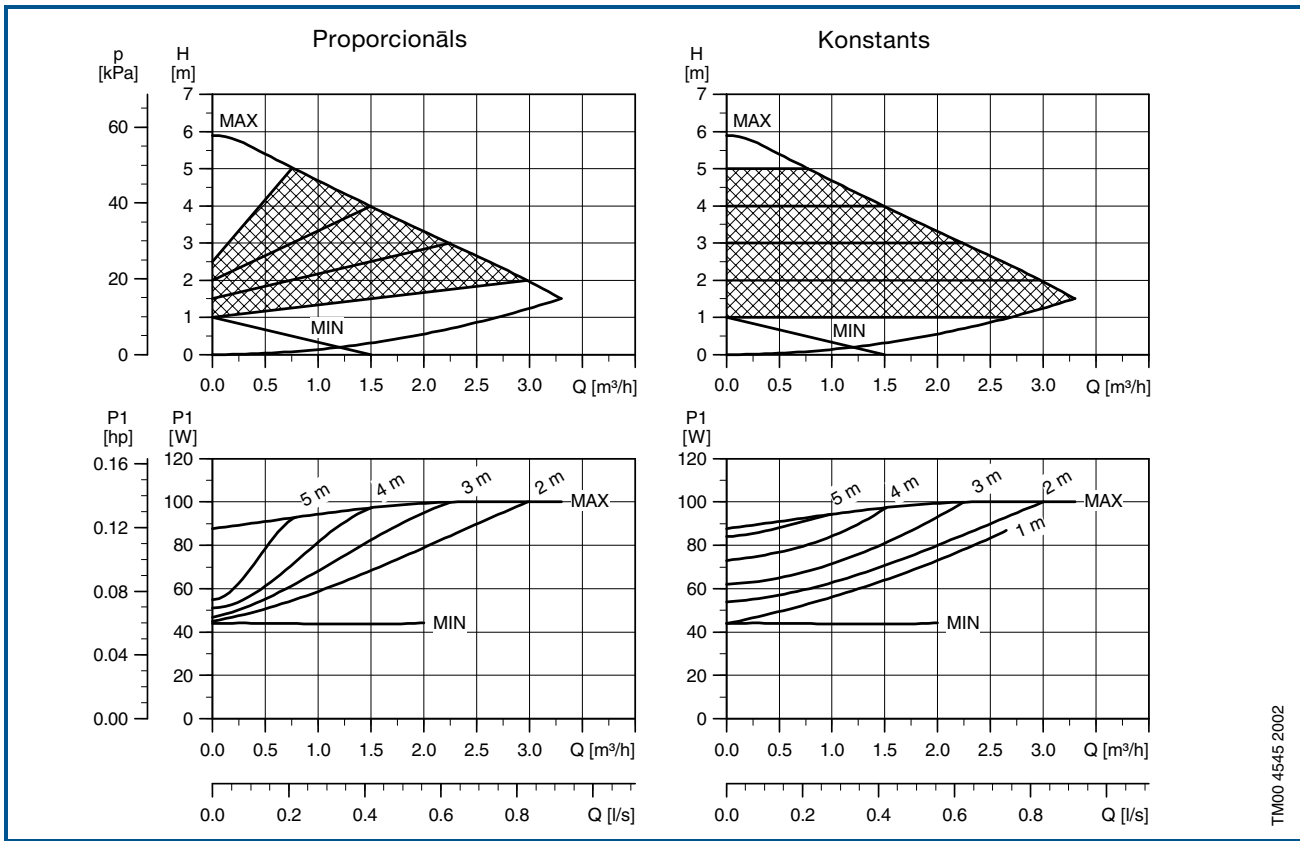 Proporcionāls Konstants
p H H
[kPa] [m] [m]
7 7
60 6 MAX 6 MAX
5 5
40 4 4
3 3
20 2 2
1 MIN 1 MIN
0 0 0
0.0 0.5 1.0 1.5 2.0 2.5 3.0 Q [m³/h] 0.0 0.5 1.0 1.5 2.0 2.5 3.0 Q [m³/h]
P1 P1 P1
[hp] [W] [W]
0.16 120 120
5 m 4 m 3 m 2 m 5 m 4 m 3 m 2 m
100 MAX 100 MAX
0.12 1 m
80 80
0.08 60 60
40 MIN 40 MIN
0.04 20 20
0.00 0 0
0.0 0.5 1.0 1.5 2.0 2.5 3.0 Q [m³/h] 0.0 0.5 1.0 1.5 2.0 2.5 3.0 Q [m³/h]
0.0 0.2 0.4 0.6 0.8 Q [l/s] 0.0 0.2 0.4 0.6 0.8 Q [l/s]
TM00 4545 2002